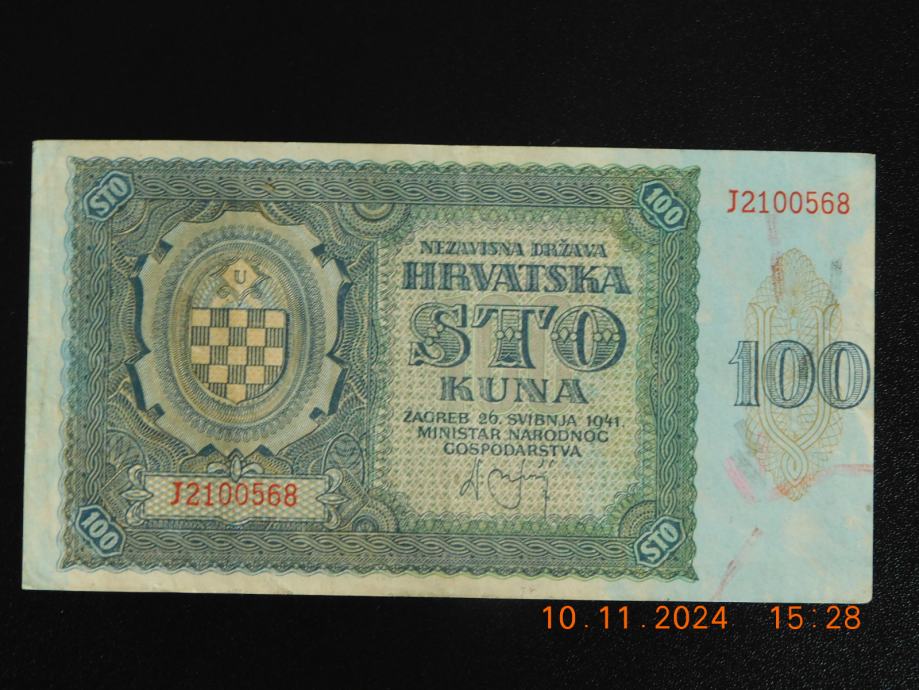 STO
100
J2100568
U
NEZAVISNA DRŽAVA
HRVATSKA
STO
KUNA
100
ZAGREB 26. SVIBNJA 1941
MINISTAR NARODNOG
GOSPODARSTVA
J2100568
100
STO
10.11.2024 15:28